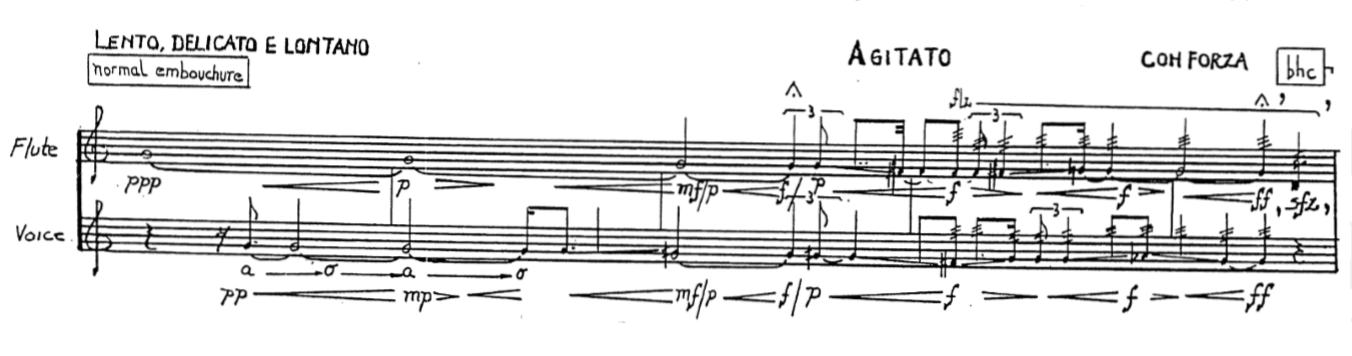 LENTO, DELICATO E LONTANO
AGITATO
CON FORZA
bhc
normal embouchure
3
flz
3
Flute
ppp
p
mf/p
f/p
f
f
ff, sfz,
3
3
Voice
a
o
a
o
pp
mp
mf/p
f/p
f
f
ff